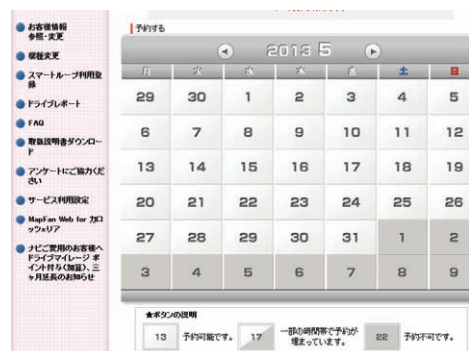 お客様情報
参照・変更
機種変更
スマートループ利用登
録
ドライブレポート
FAQ
取扱説明書ダウンロー
ド
アンケートにご協力くだ
さい
サービス利用設定
MapFan Web for カロ
ッツェリア
ナビご愛用のお客様へ
ドライブマイレージ ポ
イント付与(加算)、三
ヶ月延長のお知らせ
予約する
2013 5
月 火 水 木 金 土 日
29 30 1 2 3 4 5
6 7 8 9 10 11 12
13 14 15 16 17 18 19
20 21 22 23 24 25 26
27 28 29 30 31 1 2
3 4 5 6 7 8 9
★ボタンの説明
13 予約可能です。 17 一部の時間帯で予約が
埋まっています。 22 予約不可です。